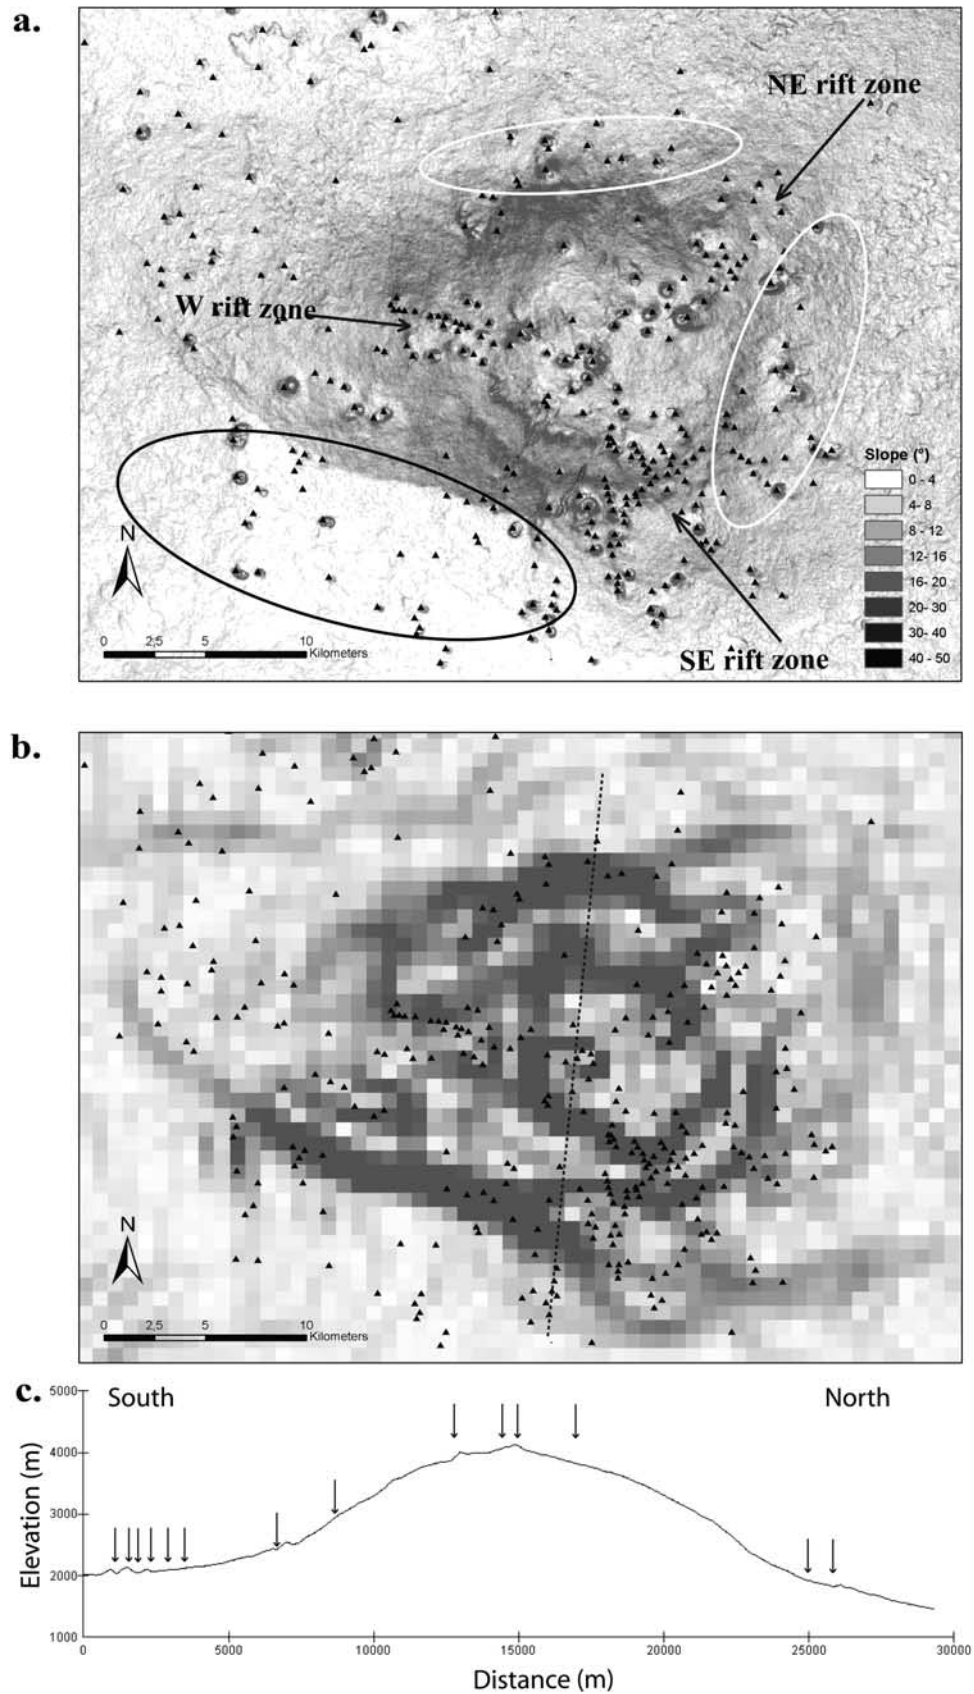 a.
NE rift zone
W rift zone
Slope (°)
0 - 4
4- 8
8 - 12
12- 16
16 - 20
20- 30
30- 40
40 - 50
N
0 2,5 5 10
Kilometers
SE rift zone
b.
N
0 2,5 5 10
Kilometers
c.
South
North
5000
4000
3000
2000
1000
Elevation (m)
0 5000 10000 15000 20000 25000 30000
Distance (m)